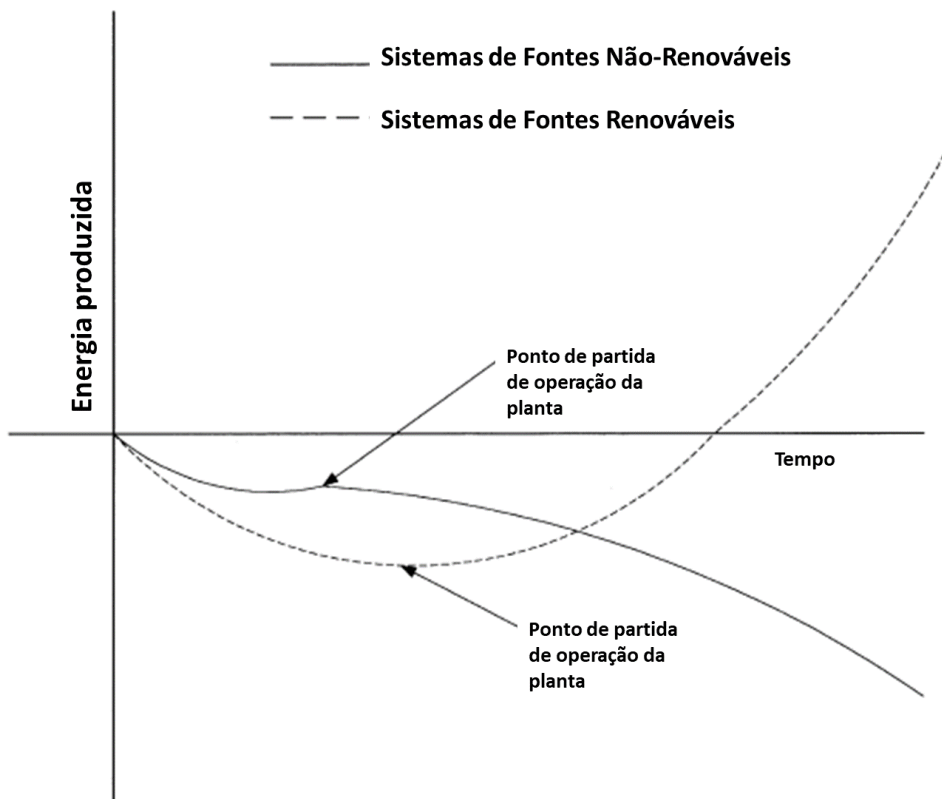 Sistemas de Fontes Não-Renováveis
Sistemas de Fontes Renováveis
Energia produzida
Ponto de partida
de operação da
planta
Tempo
Ponto de partida
de operação da
planta